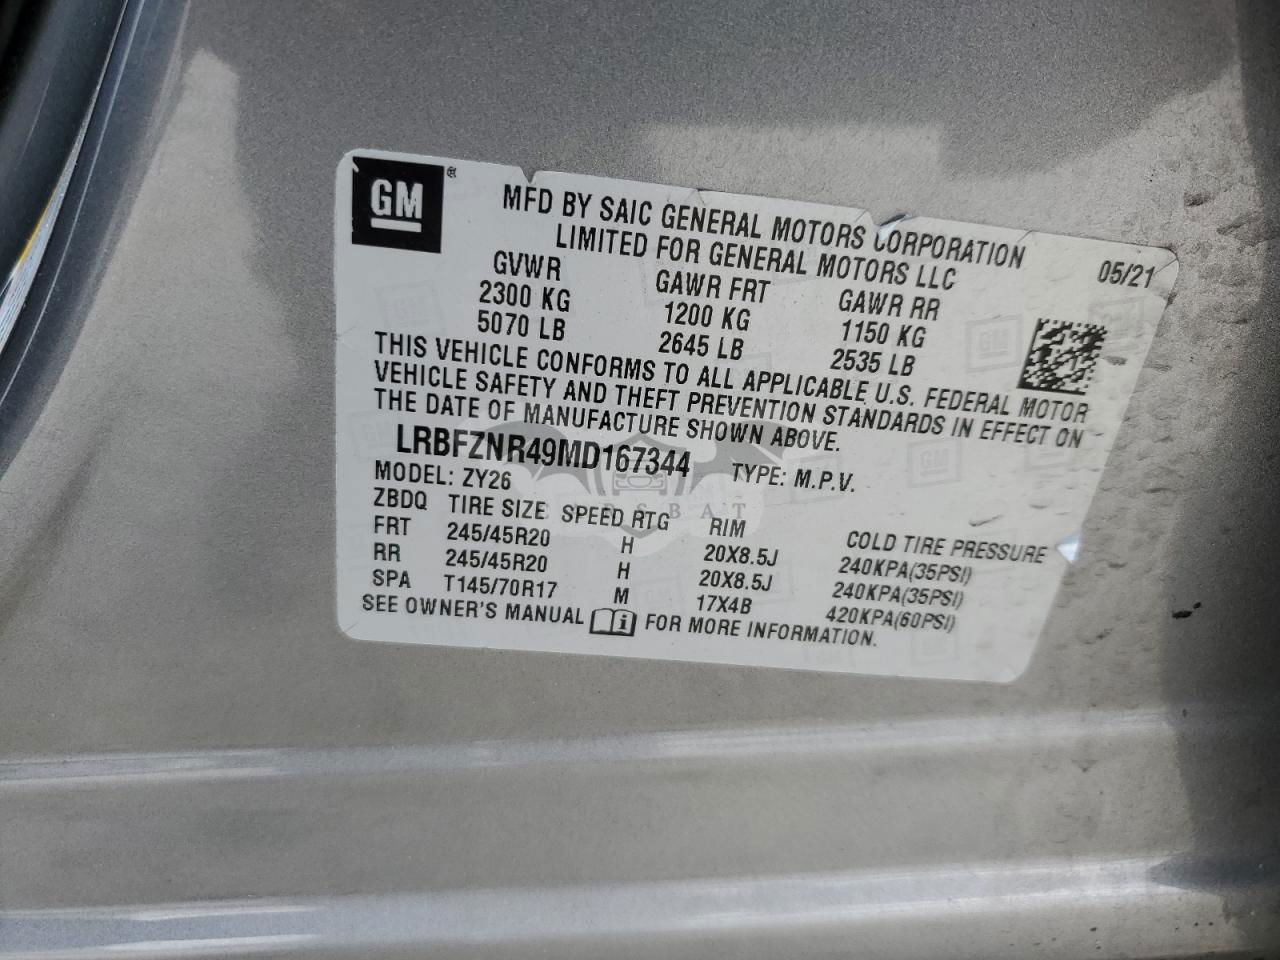 GM®
MFD BY SAIC GENERAL MOTORS CORPORATION
LIMITED FOR GENERAL MOTORS LLC
05/21
GVWR GAWR FRT GAWR RR
2300 KG 1200 KG 1150 KG
5070 LB 2645 LB 2535 LB
THIS VEHICLE CONFORMS TO ALL APPLICABLE U.S. FEDERAL MOTOR
VEHICLE SAFETY AND THEFT PREVENTION STANDARDS IN EFFECT ON
THE DATE OF MANUFACTURE SHOWN ABOVE.
LRBFZNR49MD167344 TYPE: M.P.V.
MODEL: ZY26
ZBDQ TIRE SIZE SPEED RTG RIM COLD TIRE PRESSURE
FRT 245/45R20 H 20X8.5J 240KPA(35PSI)
RR 245/45R20 H 20X8.5J 240KPA(35PSI)
SPA T145/70R17 M 17X4B 420KPA(60PSI)
SEE OWNER'S MANUAL FOR MORE INFORMATION.